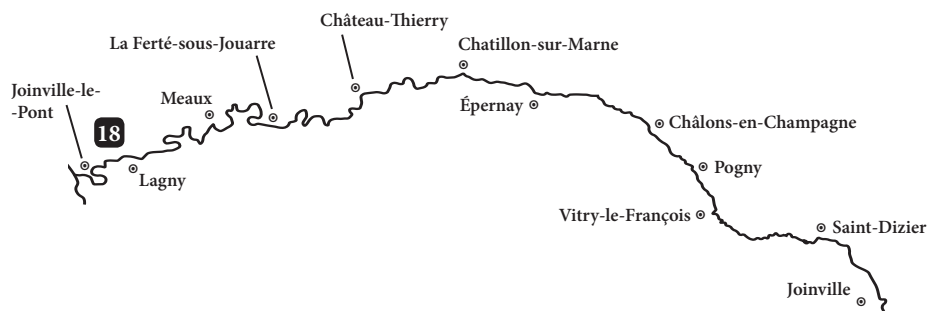 Château-Thierry
La Ferté-sous-Jouarre
Chatillon-sur-Marne
Joinville-le-
-Pont
Meaux
Épernay
18
Châlons-en-Champagne
Lagny
Pogny
Vitry-le-François
Saint-Dizier
Joinville